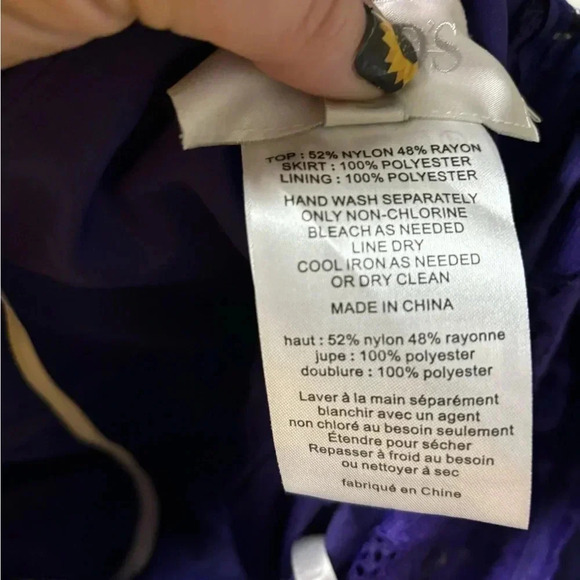 TOP : 52% NYLON 48% RAYON
SKIRT : 100% POLYESTER
LINING : 100% POLYESTER
HAND WASH SEPARATELY
ONLY NON-CHLORINE
BLEACH AS NEEDED
LINE DRY
COOL IRON AS NEEDED
OR DRY CLEAN
MADE IN CHINA
haut : 52% nylon 48% rayonne
jupe : 100% polyester
doublure : 100% polyester
Laver à la main séparément
blanchir avec un agent
non chloré au besoin seulement
Étendre pour sécher
Repasser à froid au besoin
ou nettoyer à sec
fabriqué en Chine